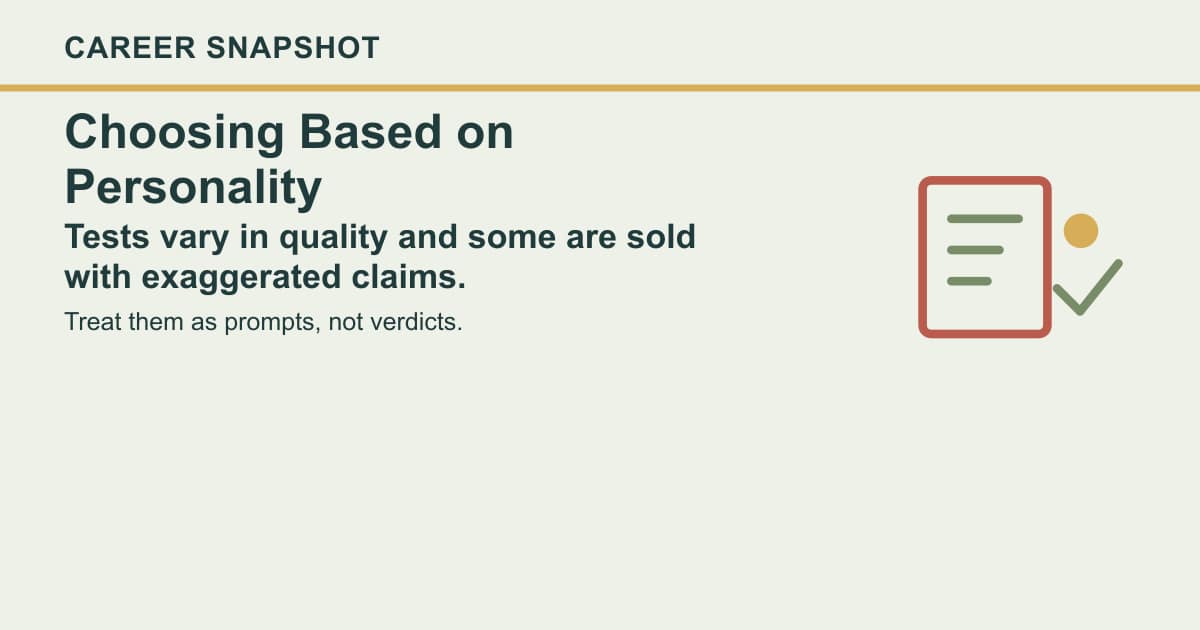 CAREER SNAPSHOT
Choosing Based on
Personality
Tests vary in quality and some are sold
with exaggerated claims.
Treat them as prompts, not verdicts.